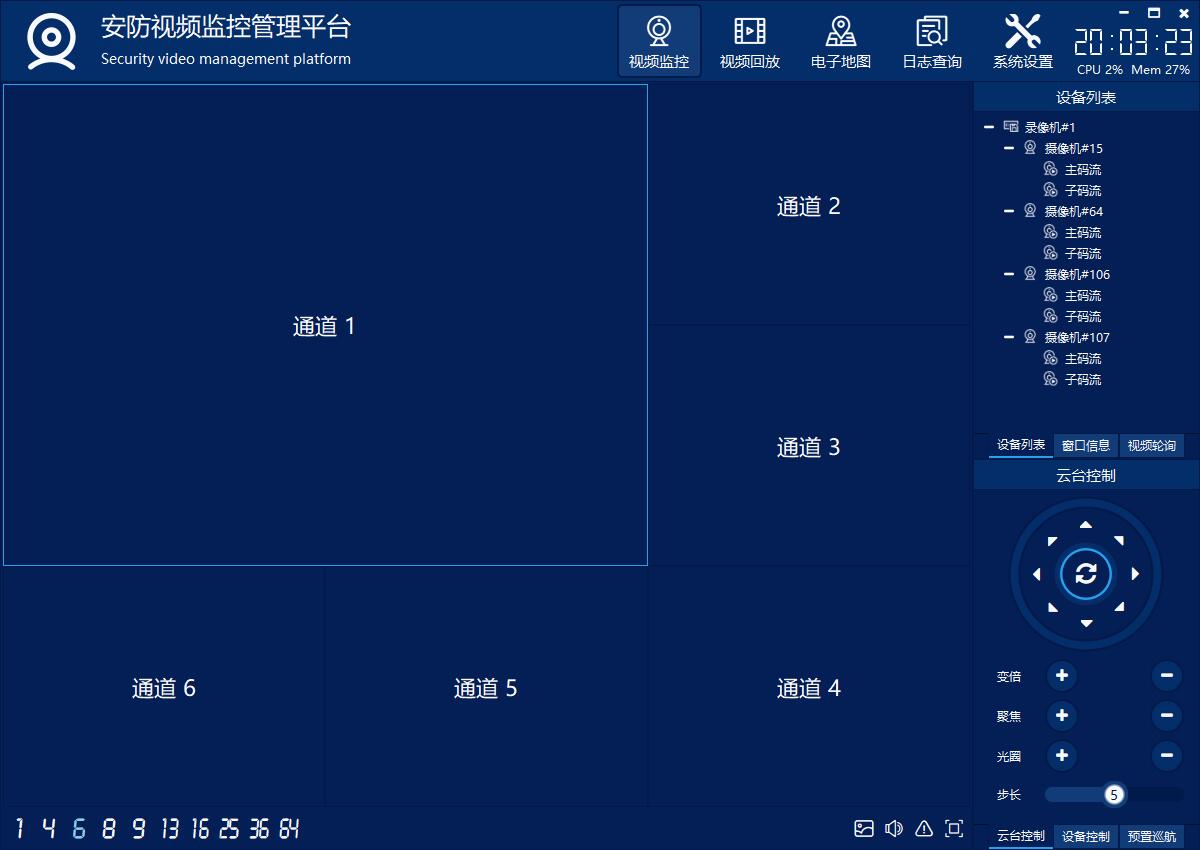 安防视频监控管理平台
Security video management platform
视频监控
视频回放
电子地图
日志查询
系统设置
20:03:23
CPU 2% Mem 27%
通道 1
通道 2
通道 3
通道 6
通道 5
通道 4
1 4 6 8 9 13 16 25 36 64
设备列表
录像机#1
摄像机#15
主码流
子码流
摄像机#64
主码流
子码流
摄像机#106
主码流
子码流
摄像机#107
主码流
子码流
设备列表 窗口信息 视频轮询
云台控制
变倍
聚焦
光圈
步长 5
云台控制 设备控制 预置巡航